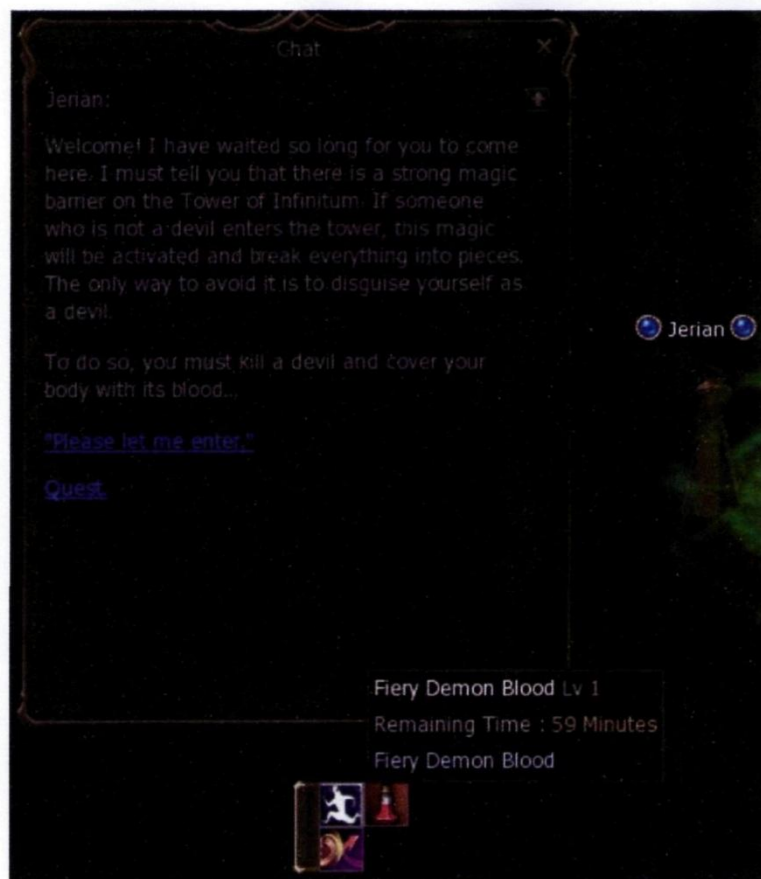 Chat
Jerian:
Welcome! I have waited so long for you to come
here. I must tell you that there is a strong magic
barrier on the Tower of Infinitum. If someone
who is not a devil enters the tower, this magic
will be activated and break everything into pieces.
The only way to avoid it is to disguise yourself as
a devil.
To do so, you must kill a devil and cover your
body with its blood...
"Please let me enter."
Quest
Jerian
Fiery Demon Blood Lv 1
Remaining Time : 59 Minutes
Fiery Demon Blood